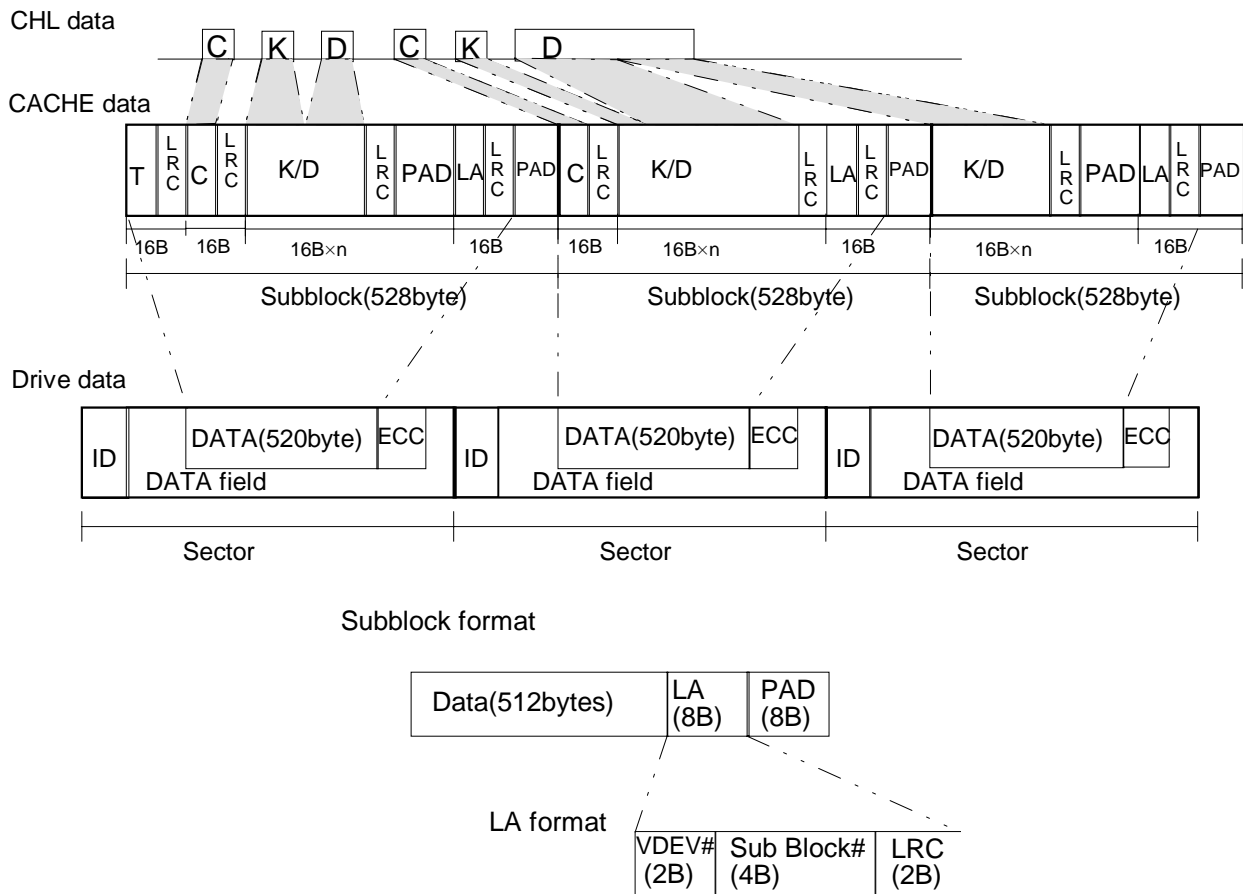 CHL data
C K D C K D
CACHE data
T LRC C LRC K/D LRC PAD LA LRC PAD C LRC K/D LRC LA LRC PAD K/D LRC PAD LA LRC PAD
16B 16B 16B×n 16B 16B 16B×n 16B 16B×n 16B
Subblock(528byte) Subblock(528byte) Subblock(528byte)
Drive data
ID DATA(520byte) ECC ID DATA(520byte) ECC ID DATA(520byte) ECC
DATA field DATA field DATA field
Sector Sector Sector
Subblock format
Data(512bytes) LA (8B) PAD (8B)
LA format
VDEV# (2B) Sub Block# (4B) LRC (2B)